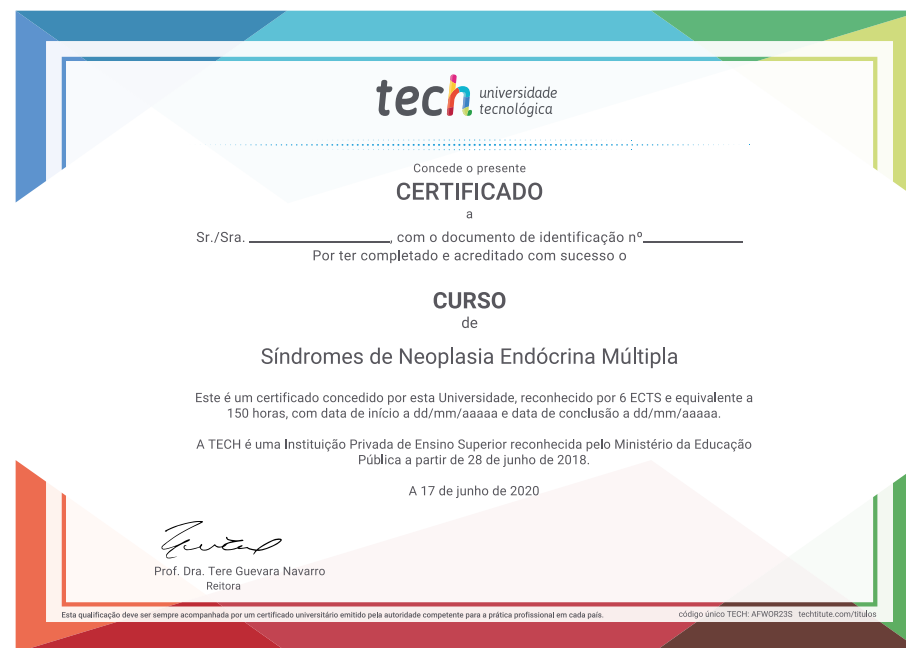 tech universidade
tecnológica
Concede o presente
CERTIFICADO
a
Sr./Sra. ______________, com o documento de identificação nº__________
Por ter completado e acreditado com sucesso o
CURSO
de
Síndromes de Neoplasia Endócrina Múltipla
Este é um certificado concedido por esta Universidade, reconhecido por 6 ECTS e equivalente a
150 horas, com data de início a dd/mm/aaaaa e data de conclusão a dd/mm/aaaaa.
A TECH é uma Instituição Privada de Ensino Superior reconhecida pelo Ministério da Educação
Pública a partir de 28 de junho de 2018.
A 17 de junho de 2020
Prof. Dra. Tere Guevara Navarro
Reitora
Esta qualificação deve ser sempre acompanhada por um certificado universitário emitido pela autoridade competente para a prática profissional em cada país.
código único TECH: AFWOR23S techtitute.com/titulos